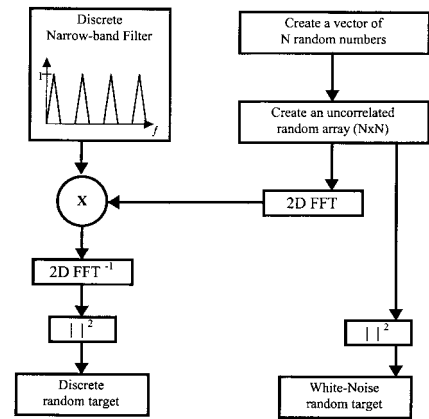 Discrete
Narrow-band Filter
1
f
Create a vector of
N random numbers
Create an uncorrelated
random array (NxN)
X
2D FFT
2D FFT -1
| | 2
| | 2
Discrete
random target
White-Noise
random target